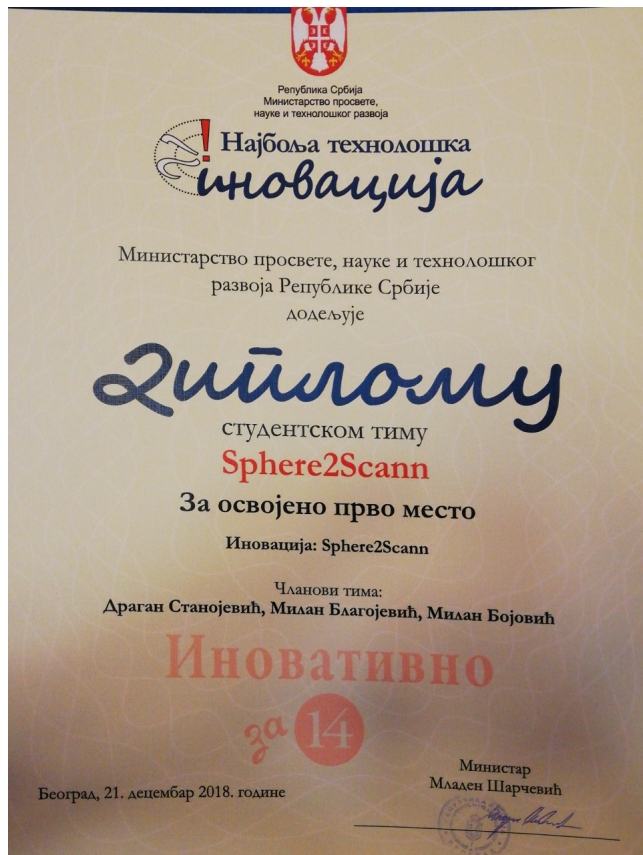 Република Србија
Министарство просвете,
науке и технолошког развоја
Најбоља технолошка
иновација
Министарство просвете, науке и технолошког
развоја Републике Србије
додељује
Диплому
студентском тиму
Sphere2Scann
За освојено прво место
Иновација: Sphere2Scann
Чланови тима:
Драган Станојевић, Милан Благојевић, Милан Бојовић
Иновативно
за 14
Министар
Младен Шарчевић
Београд, 21. децембар 2018. године